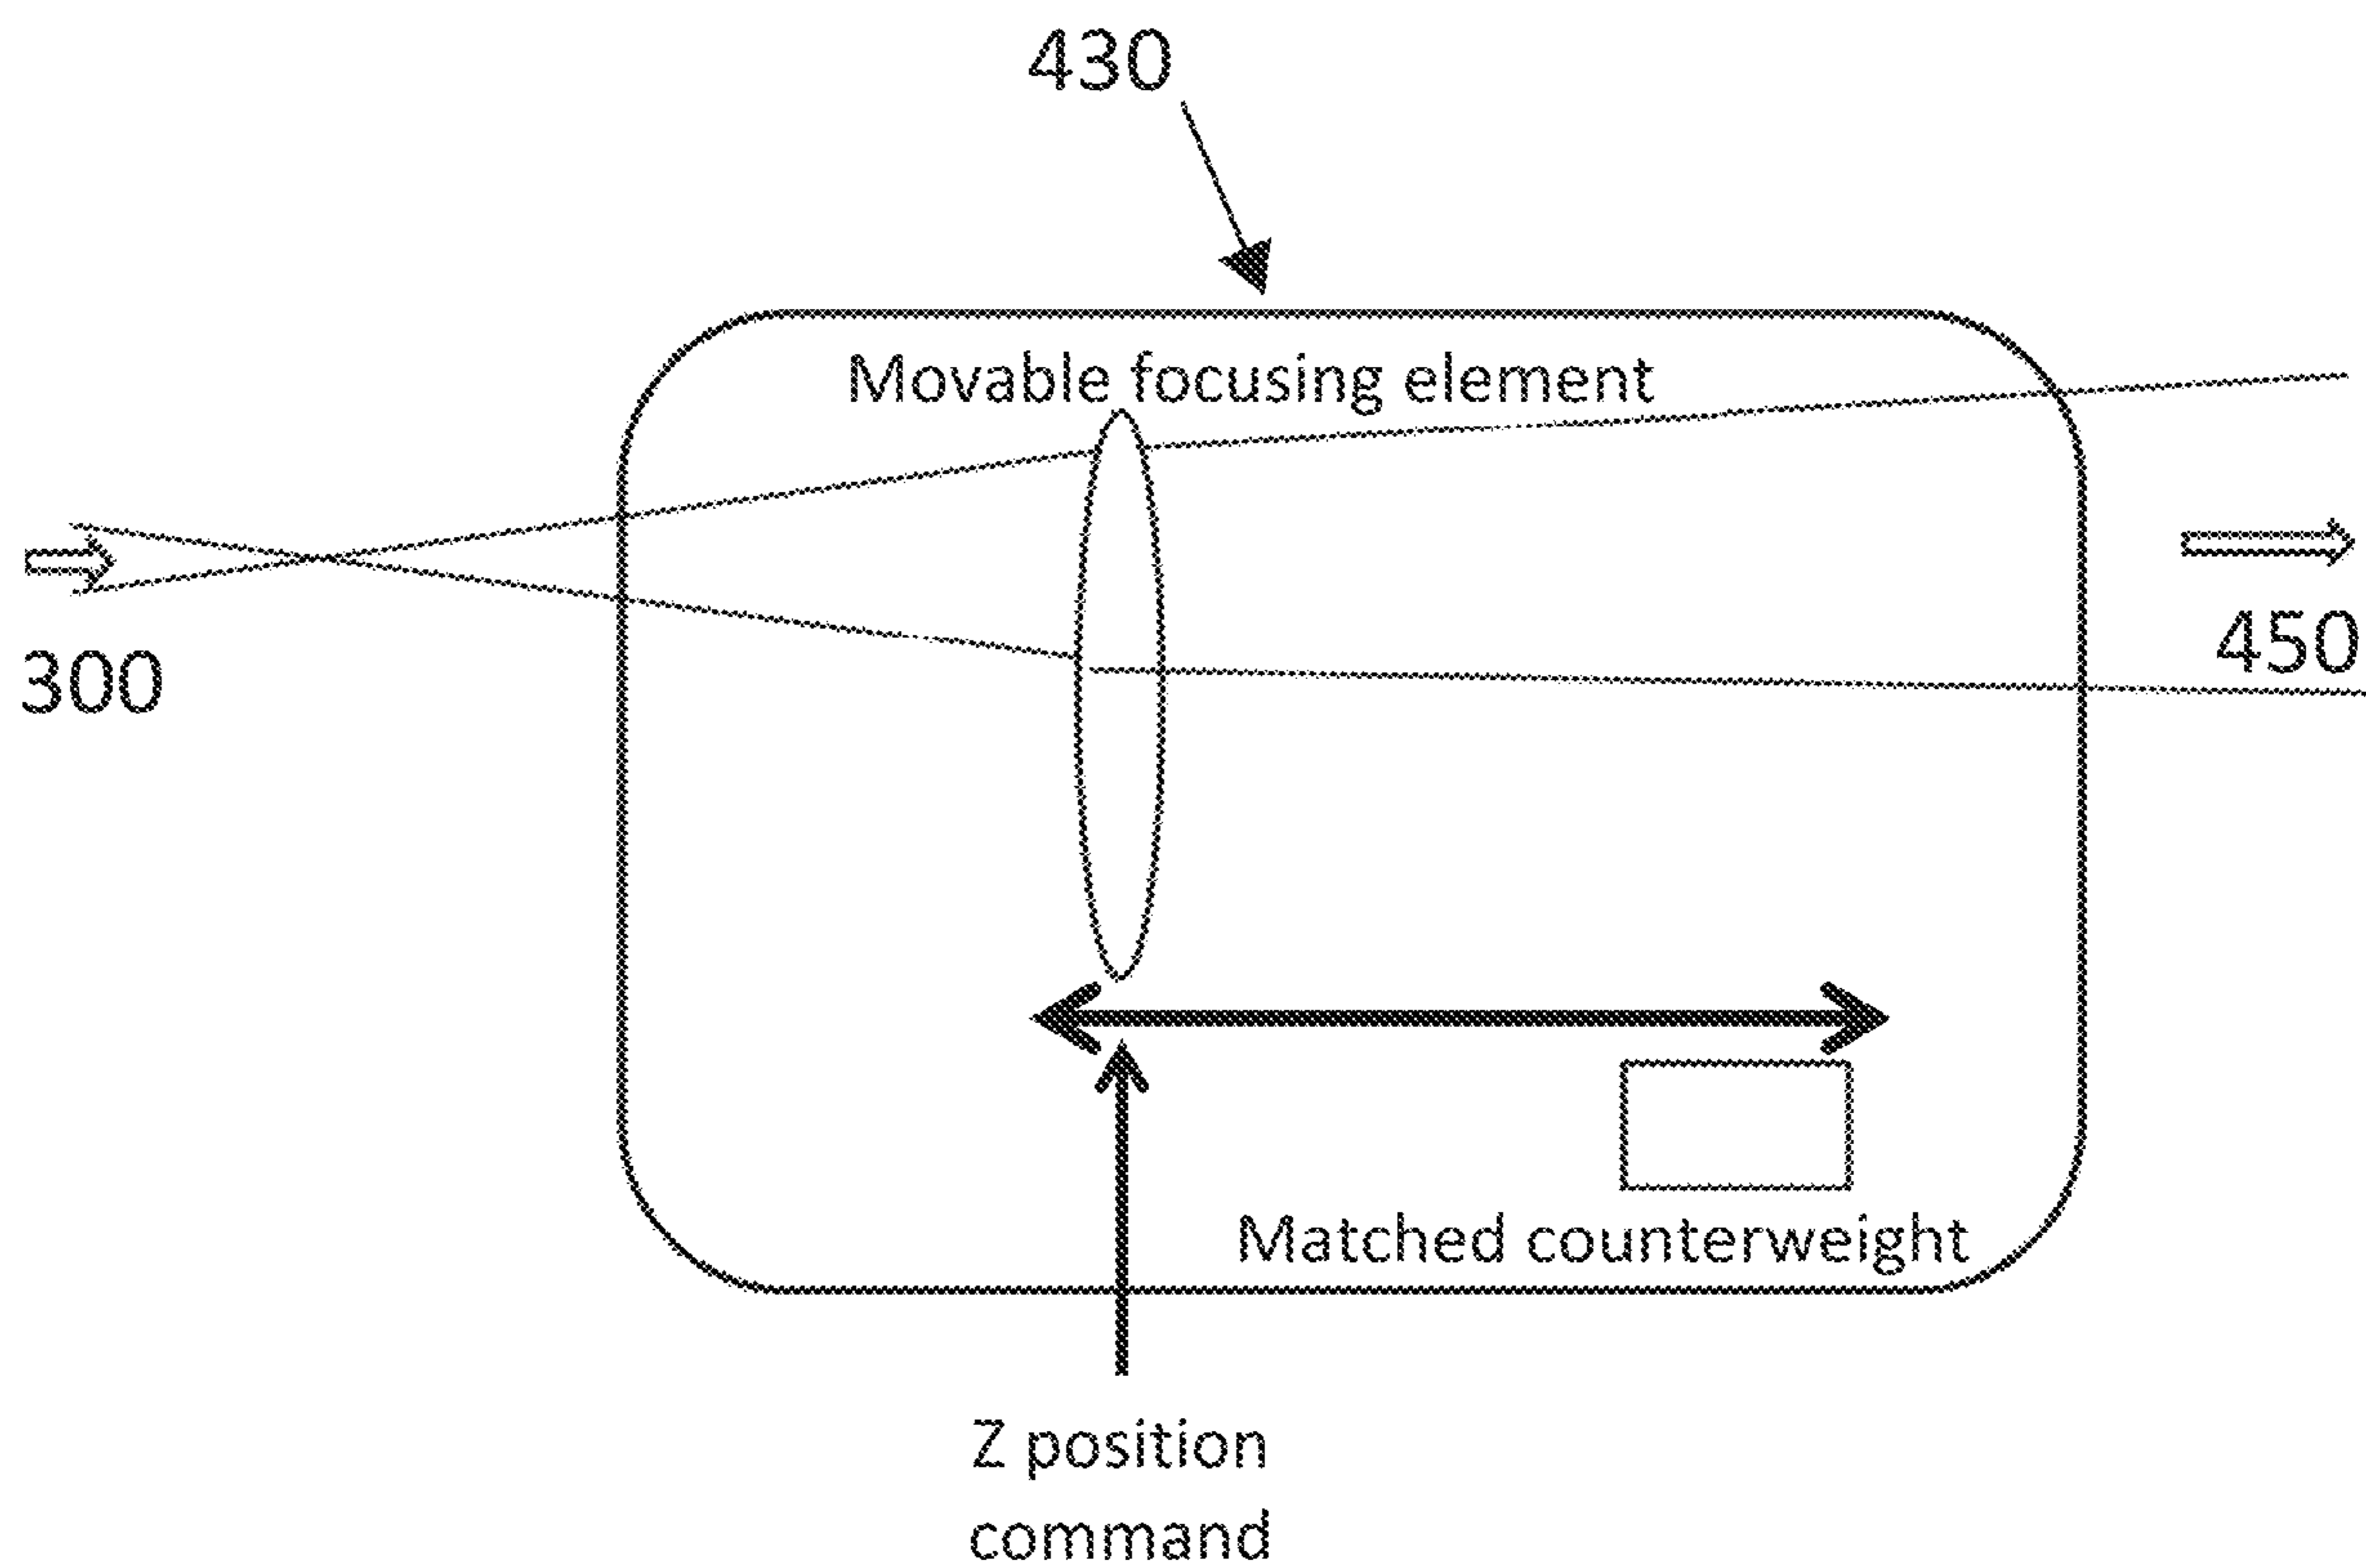 430
Movable focusing element
300
450
Matched counterweight
Z position
command